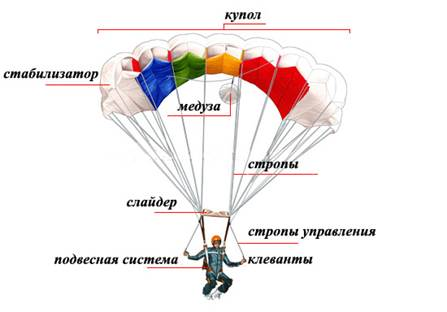 купол
стабилизатор
медуза
стропы
слайдер
стропы управления
подвесная система
клеванты